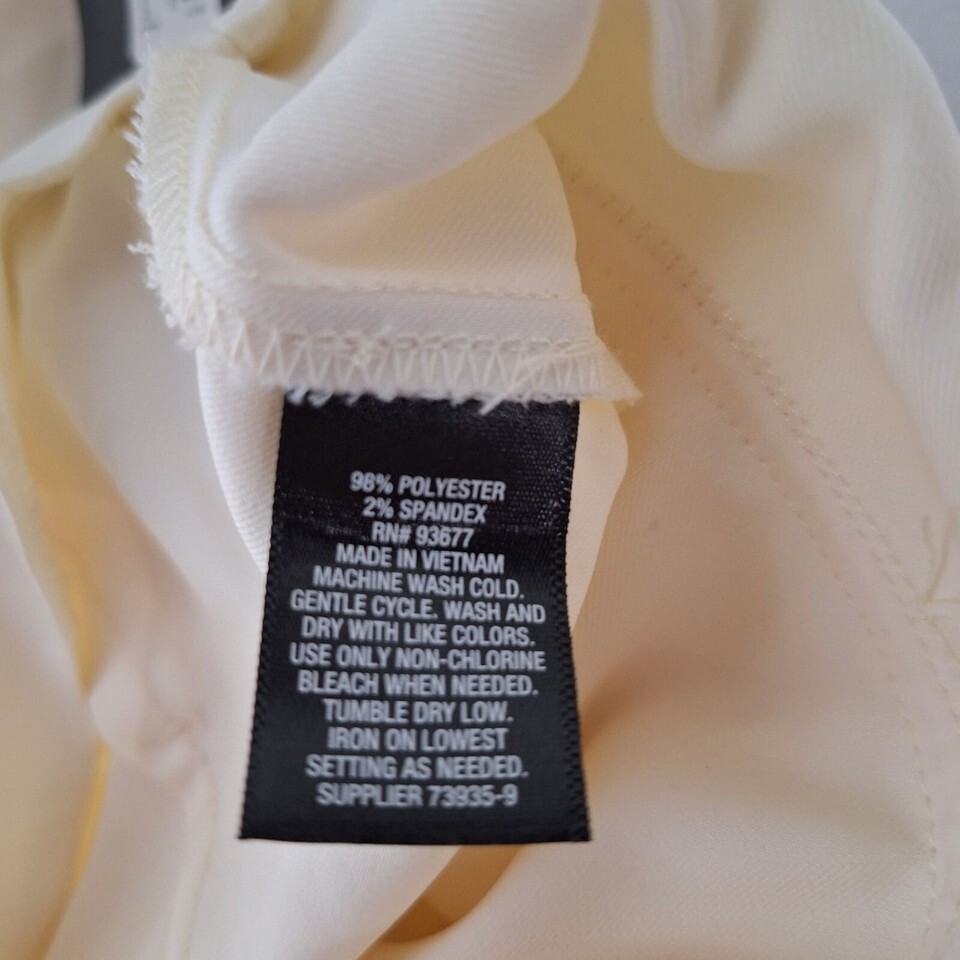 98% POLYESTER
2% SPANDEX
RN# 93677
MADE IN VIETNAM
MACHINE WASH COLD.
GENTLE CYCLE. WASH AND
DRY WITH LIKE COLORS.
USE ONLY NON-CHLORINE
BLEACH WHEN NEEDED.
TUMBLE DRY LOW.
IRON ON LOWEST
SETTING AS NEEDED.
SUPPLIER 73935-9